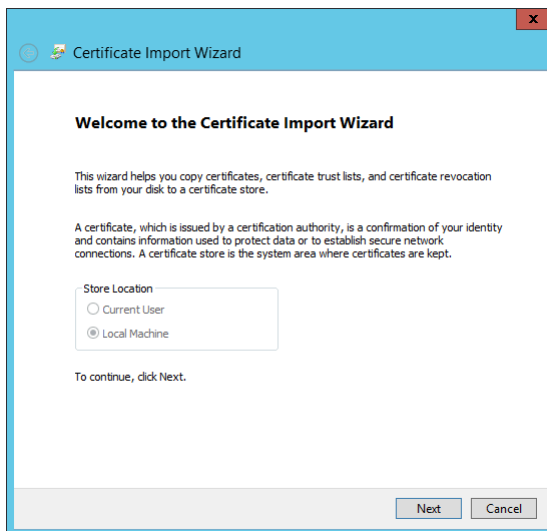 x
Certificate Import Wizard
Welcome to the Certificate Import Wizard
This wizard helps you copy certificates, certificate trust lists, and certificate revocation
lists from your disk to a certificate store.
A certificate, which is issued by a certification authority, is a confirmation of your identity
and contains information used to protect data or to establish secure network
connections. A certificate store is the system area where certificates are kept.
Store Location
Current User
Local Machine
To continue, click Next.
Next Cancel